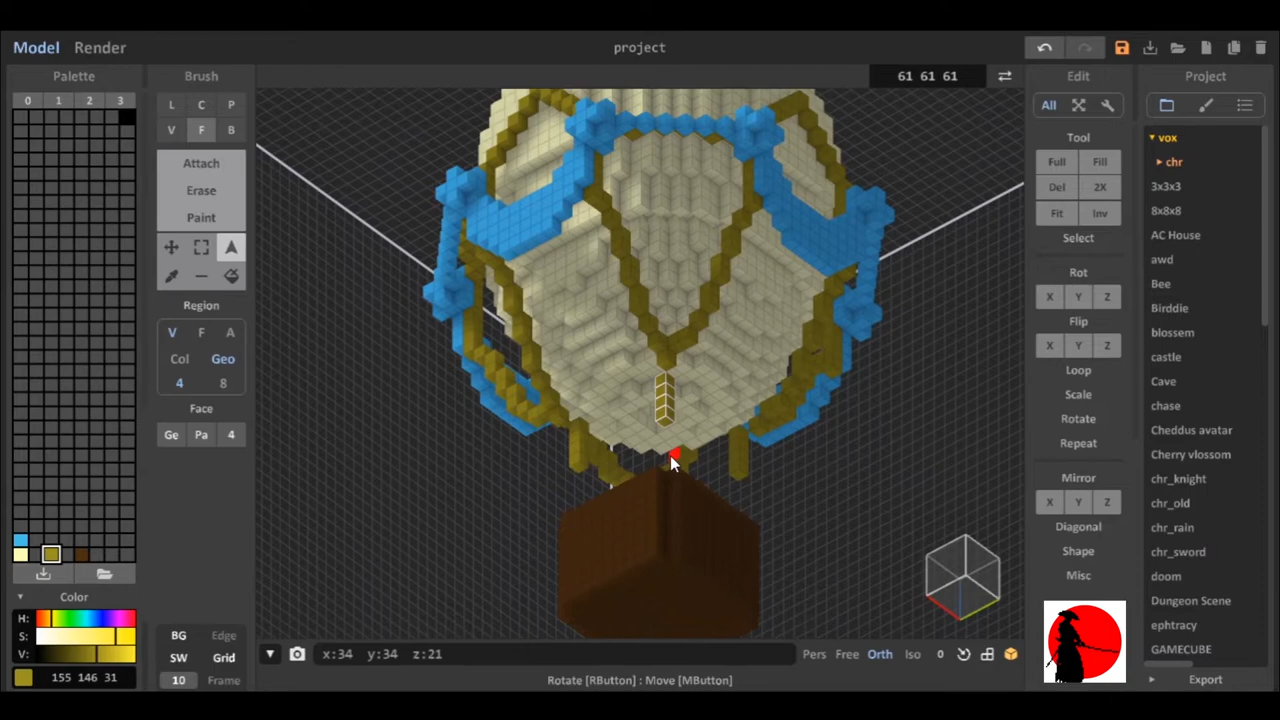 Model Render
project
Palette
Brush
61 61 61
Edit
Project
0 1 2 3
L C P
All
V F B
vox
Attach
Tool
chr
Full Fill
Erase
Del 2X
3x3x3
Paint
Fit Inv
8x8x8
Select
AC House
awd
Rot
Bee
Region
X Y Z
Birdie
V F A
Flip
blossem
Col Geo
X Y Z
castle
4 8
Loop
Cave
Face
Scale
chase
Ge Pa 4
Rotate
Cheddus avatar
Repeat
Cherry vlossem
Mirror
chr_knight
X Y Z
chr_old
Diagonal
chr_rain
Shape
chr_sword
Misc
doom
Color
Dungeon Scene
H:
ephtracy
S:
BG Edge
GAMECUBE
V:
SW Grid
x:34 y:34 z:21
Pers Free Orth Iso 0
155 146 31
10 Frame
Rotate [RButton] : Move [MButton]
Export